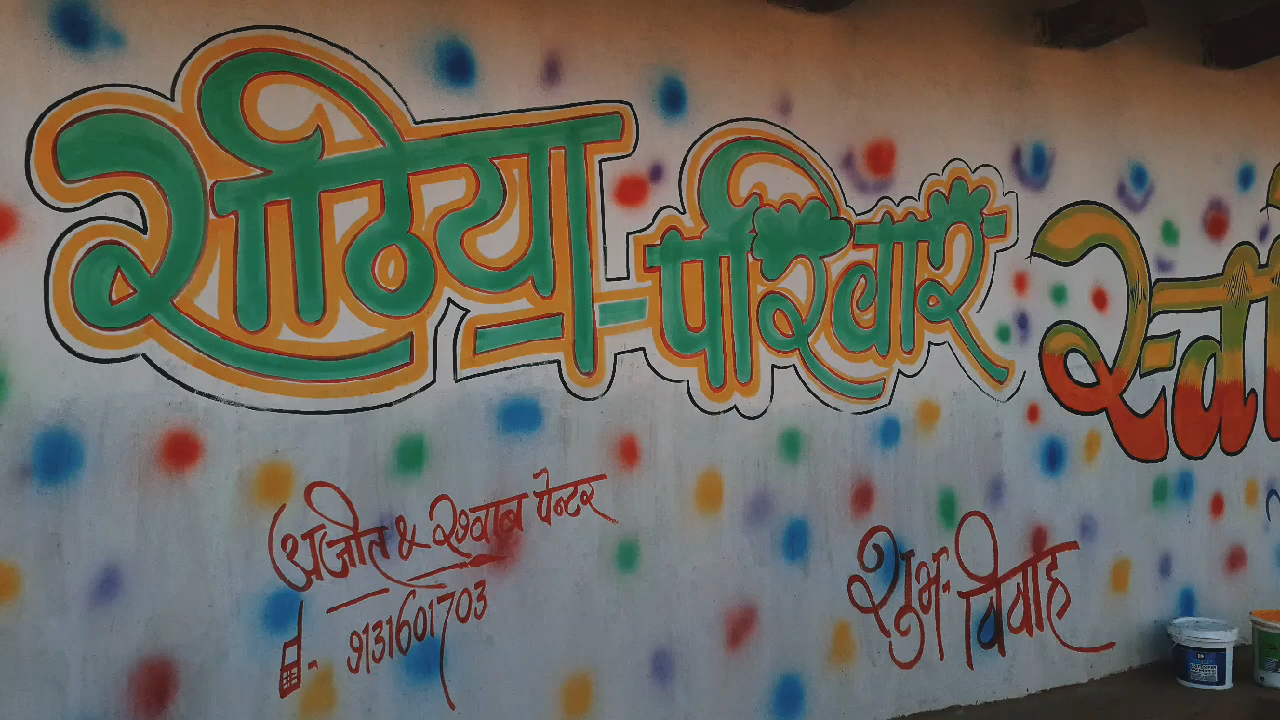 राठिया-परिवार
अजीत & ख्वाब पेन्टर
9131601703
शुभ-विवाह